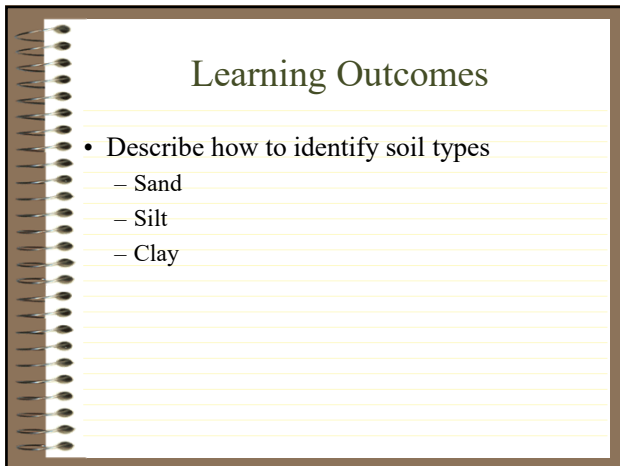 Learning Outcomes
• Describe how to identify soil types
– Sand
– Silt
– Clay